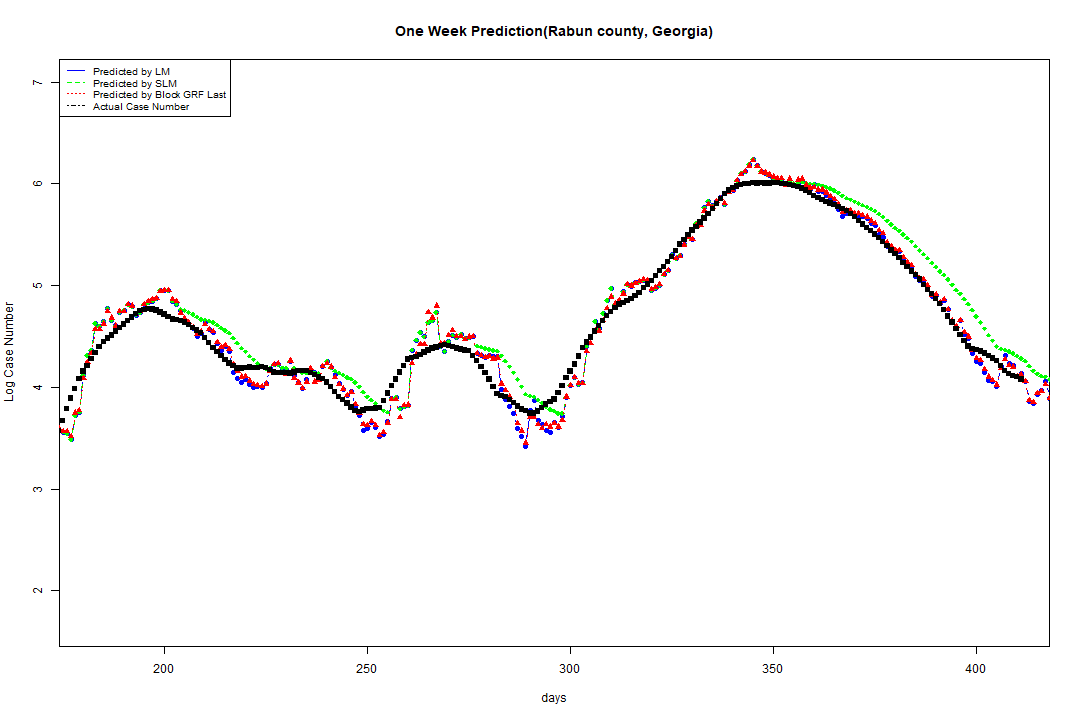 One Week Prediction(Rabun county, Georgia)
Predicted by LM
Predicted by SLM
Predicted by Block GRF Last
Actual Case Number
7
6
5
4
3
2
Log Case Number
200 250 300 350 400
days